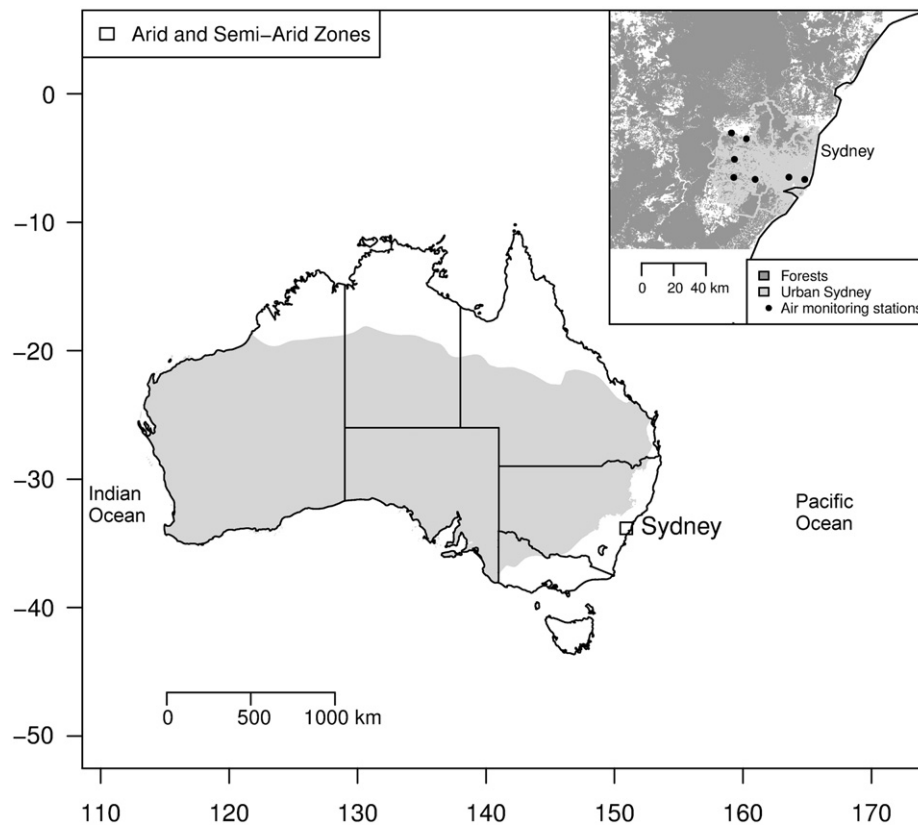 Arid and Semi-Arid Zones
Sydney
0 20 40 km
Forests
Urban Sydney
Air monitoring stations
0
−10
−20
−30
−40
−50
Indian
Ocean
Pacific
Ocean
Sydney
0 500 1000 km
110 120 130 140 150 160 170